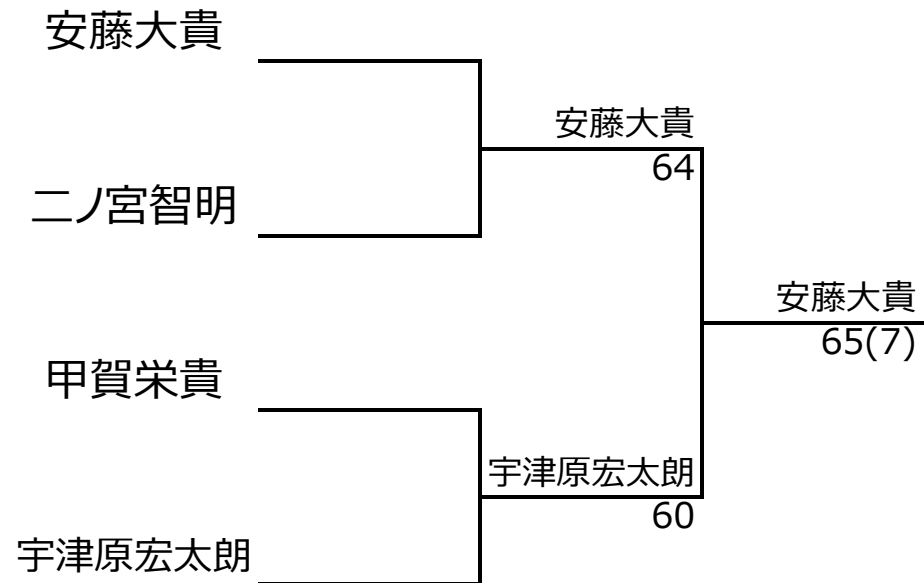 安藤大貴
安藤大貴
64
二ノ宮智明
安藤大貴
65(7)
甲賀栄貴
宇津原宏太朗
60
宇津原宏太朗